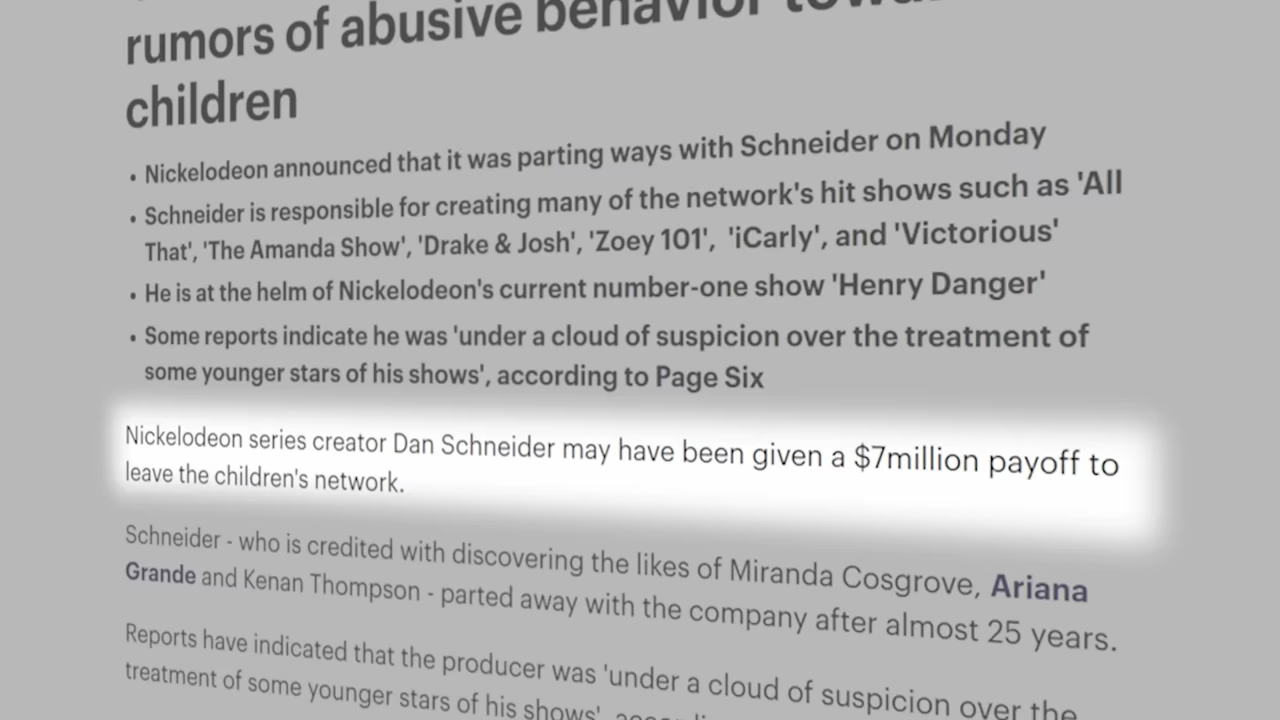 rumors of abusive behavior
children
• Nickelodeon announced that it was parting ways with Schneider on Monday
• Schneider is responsible for creating many of the network's hit shows such as 'All
That', 'The Amanda Show', 'Drake & Josh', 'Zoey 101', 'iCarly', and 'Victorious'
• He is at the helm of Nickelodeon's current number-one show 'Henry Danger'
• Some reports indicate he was 'under a cloud of suspicion over the treatment of
some younger stars of his shows', according to Page Six
Nickelodeon series creator Dan Schneider may have been given a $7million payoff to
leave the children's network.
Schneider - who is credited with discovering the likes of Miranda Cosgrove, Ariana
Grande and Kenan Thompson - parted away with the company after almost 25 years.
Reports have indicated that the producer was 'under a cloud of suspicion over the
treatment of some younger stars of his shows',